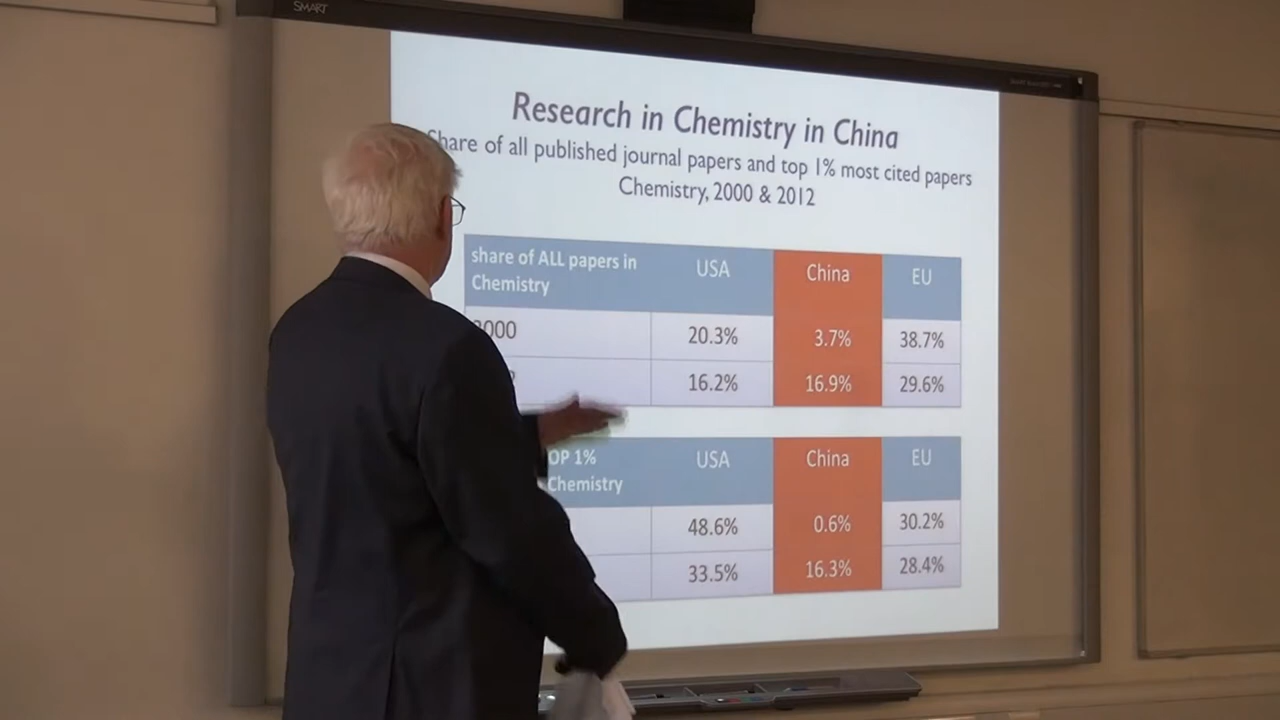 SMART
Research in Chemistry in China
Share of all published journal papers and top 1% most cited papers
Chemistry, 2000 & 2012
share of ALL papers in USA China EU
Chemistry
2000 20.3% 3.7% 38.7%
16.2% 16.9% 29.6%
1% USA China EU
Chemistry
48.6% 0.6% 30.2%
33.5% 16.3% 28.4%